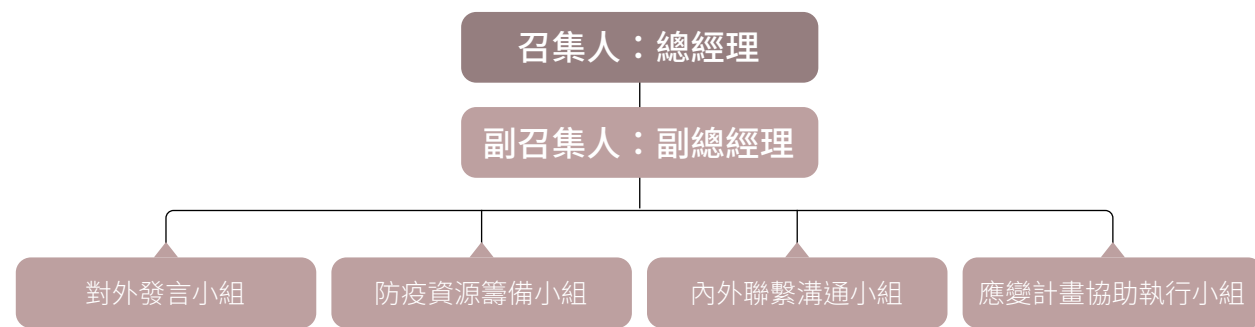 召集人：總經理
副召集人：副總經理
對外發言小組
防疫資源籌備小組
內外聯繫溝通小組
應變計畫協助執行小組